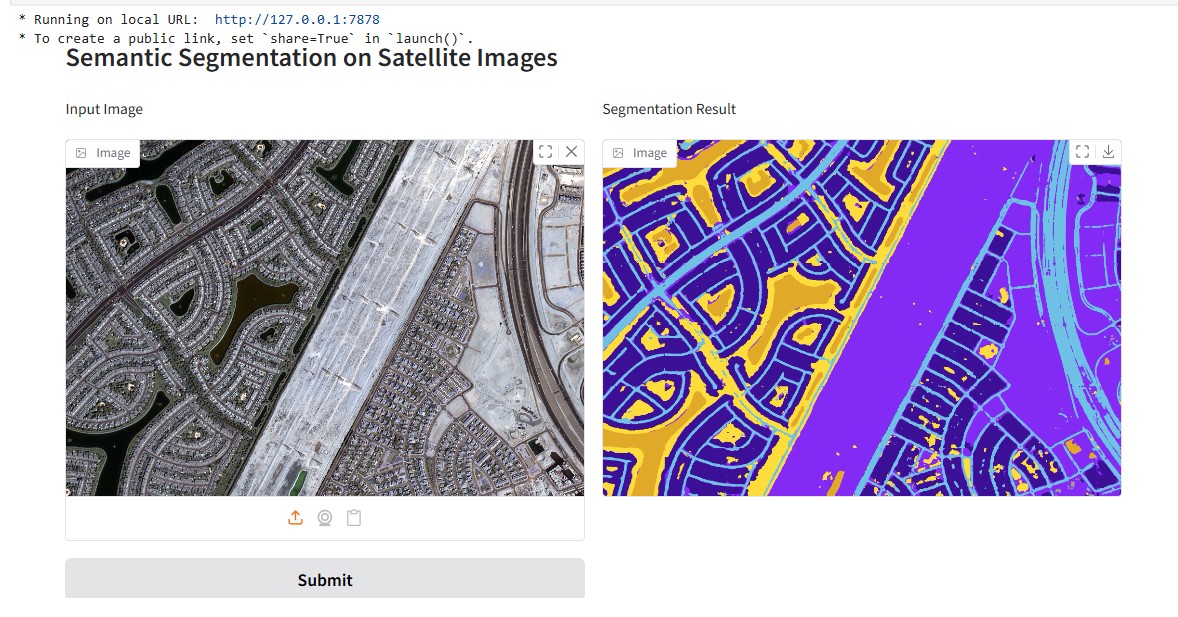 * Running on local URL:  http://127.0.0.1:7878
* To create a public link, set `share=True` in `launch()`.
Semantic Segmentation on Satellite Images
Input Image
Segmentation Result
Image
Image
Submit